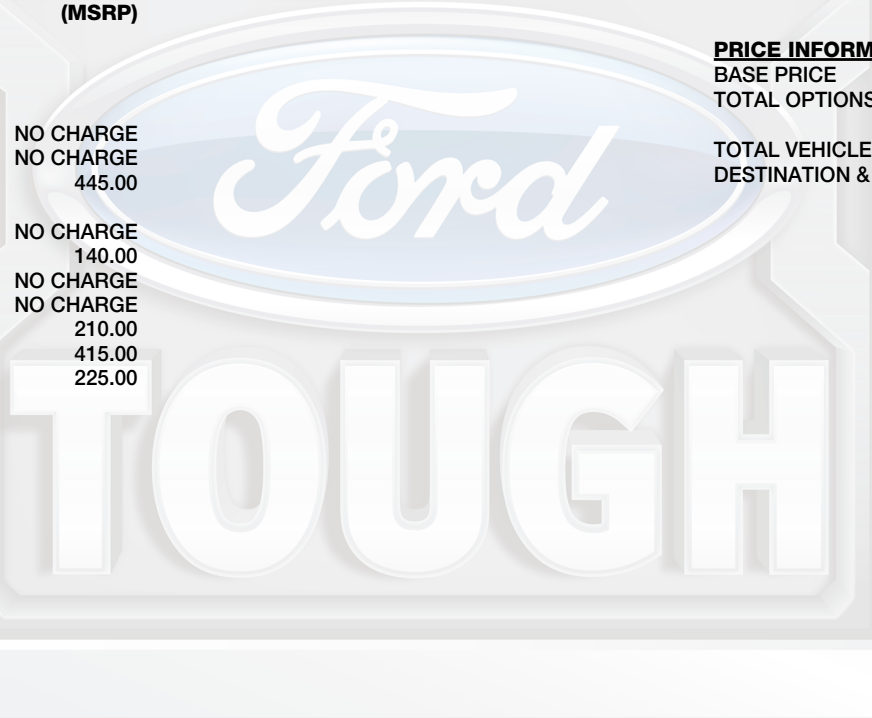 (MSRP)
NO CHARGE
NO CHARGE
445.00
NO CHARGE
140.00
NO CHARGE
NO CHARGE
210.00
415.00
225.00
PRICE INFORM
BASE PRICE
TOTAL OPTIONS
TOTAL VEHICLE
DESTINATION &
Ford
TOUGH